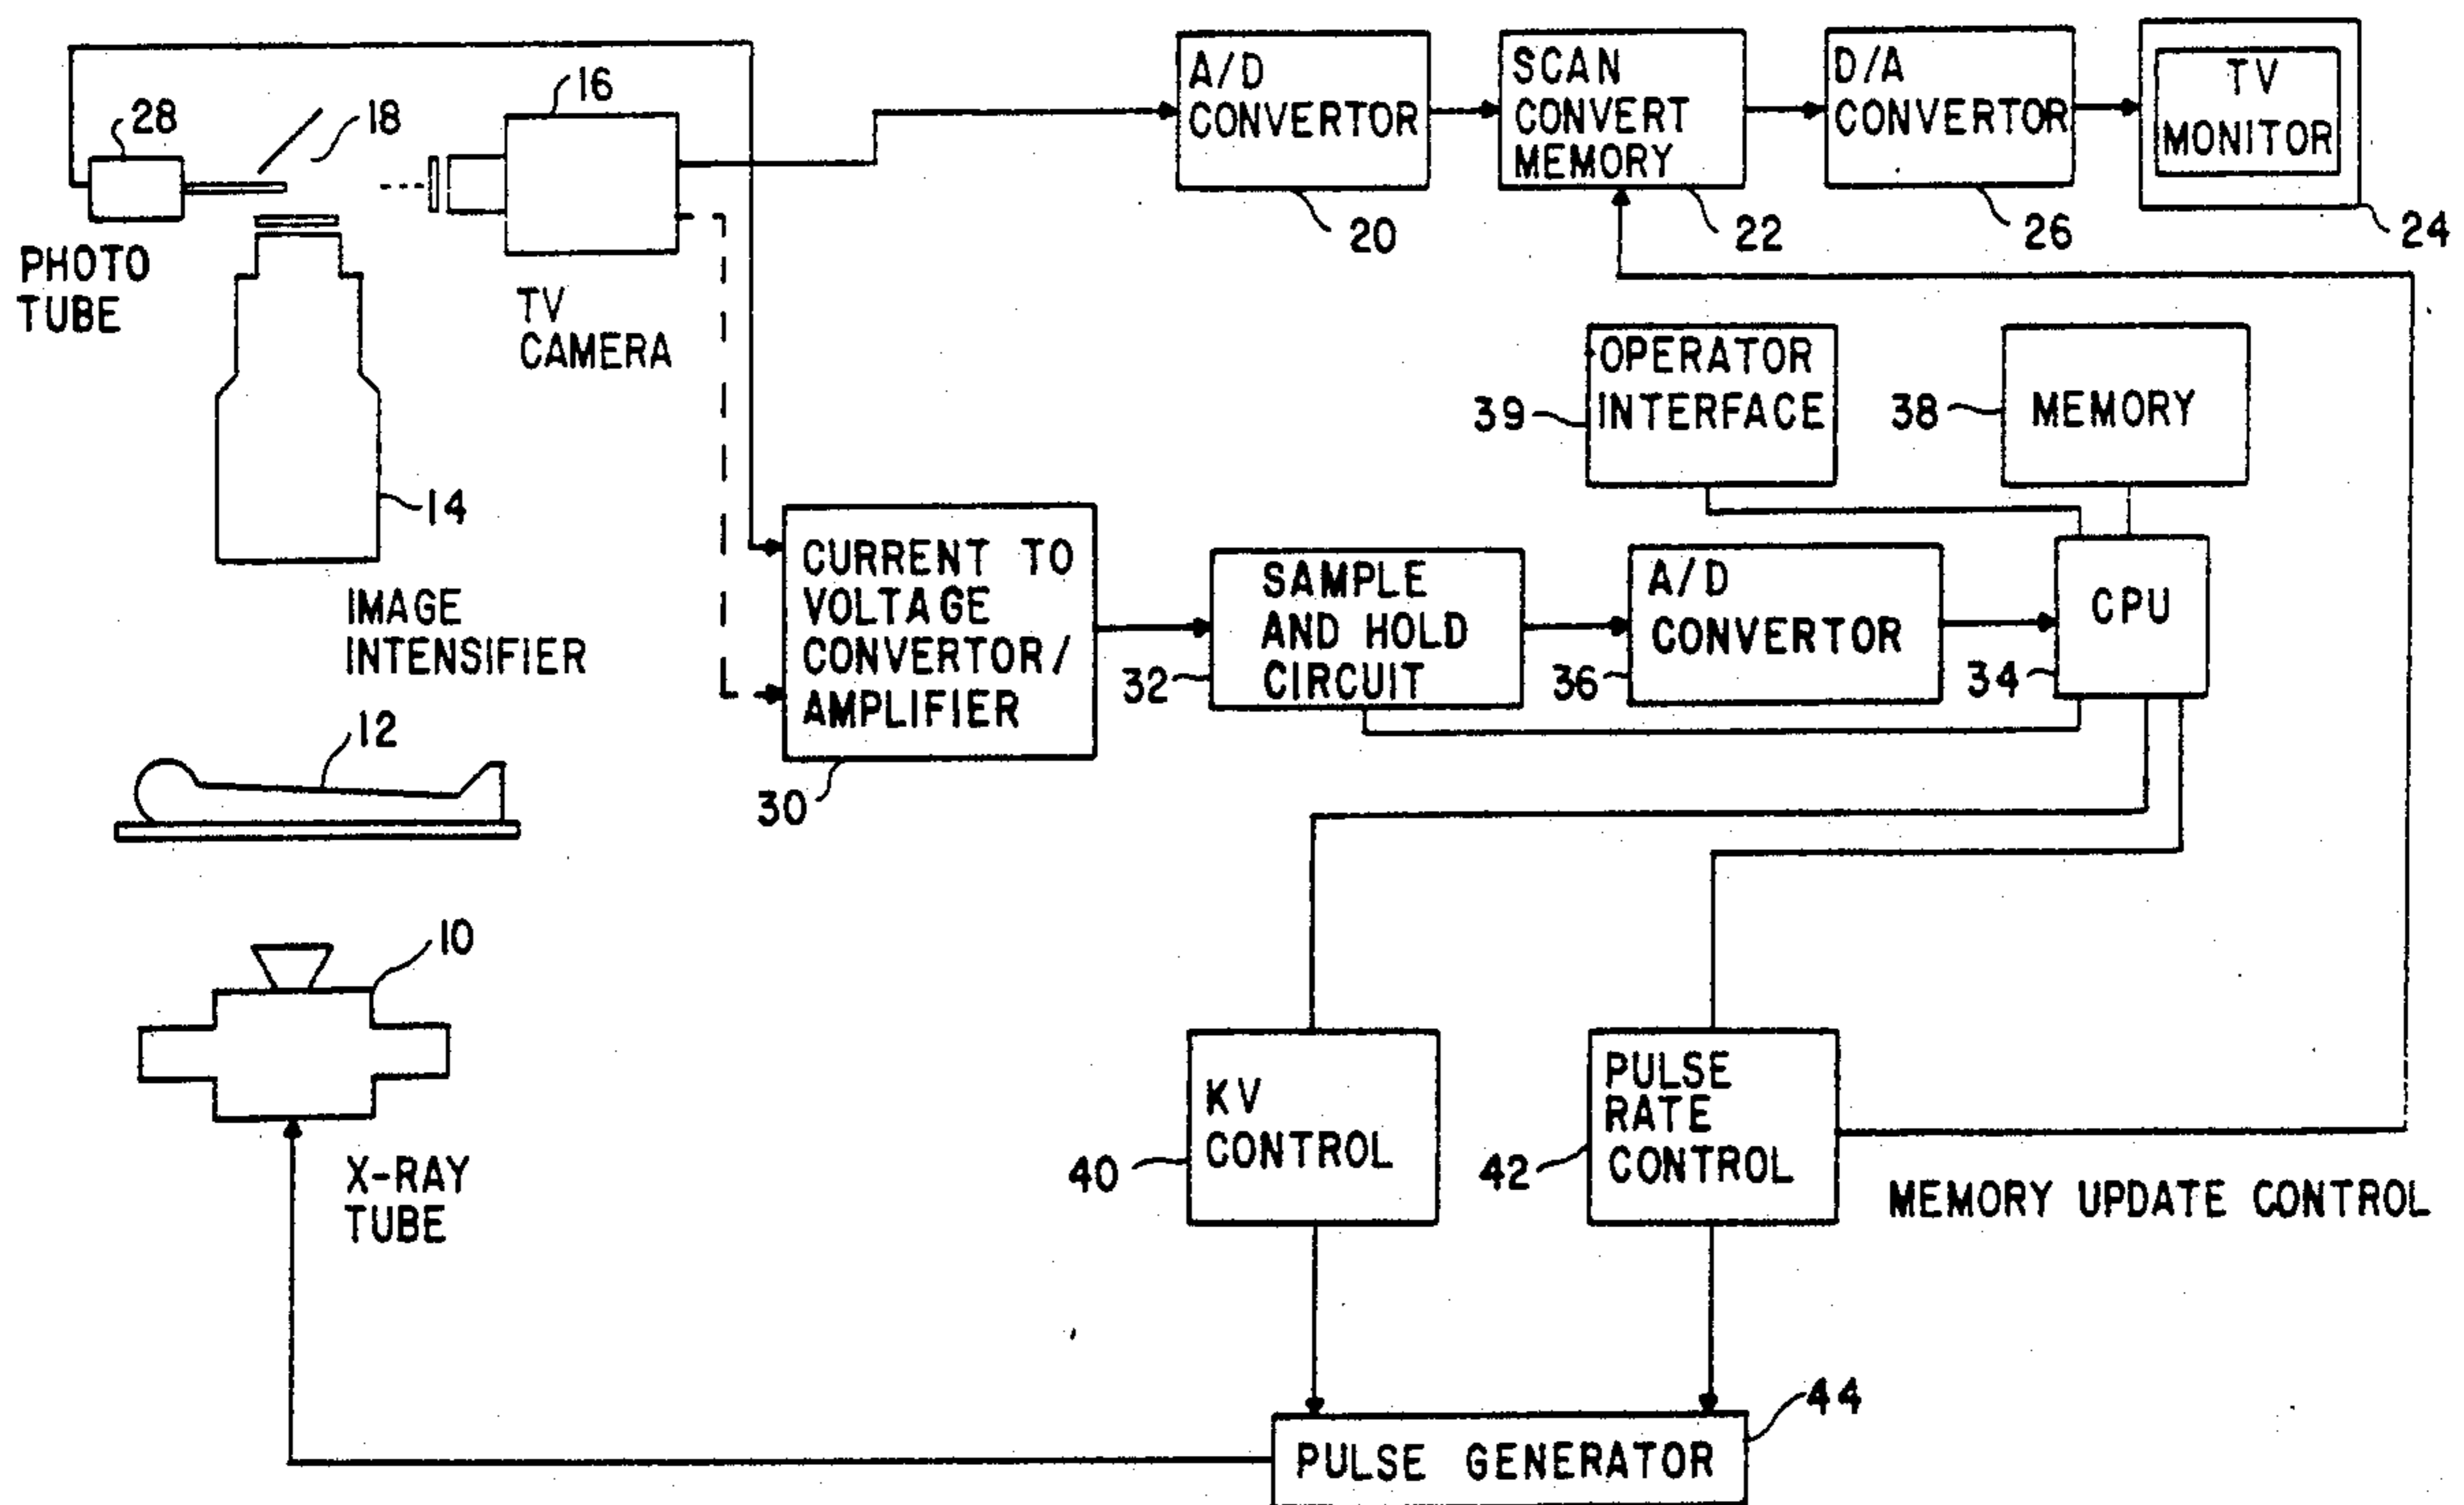 28
18
16
PHOTO
TUBE
TV
CAMERA
A/D
CONVERTOR
20
SCAN
CONVERT
MEMORY
22
D/A
CONVERTOR
26
TV
MONITOR
24
14
IMAGE
INTENSIFIER
12
10
X-RAY
TUBE
OPERATOR
INTERFACE
39
38
MEMORY
CURRENT TO
VOLTAGE
CONVERTOR/
AMPLIFIER
30
SAMPLE
AND HOLD
CIRCUIT
32
A/D
CONVERTOR
36
CPU
34
KV
CONTROL
40
PULSE
RATE
CONTROL
42
MEMORY UPDATE CONTROL
PULSE GENERATOR
44